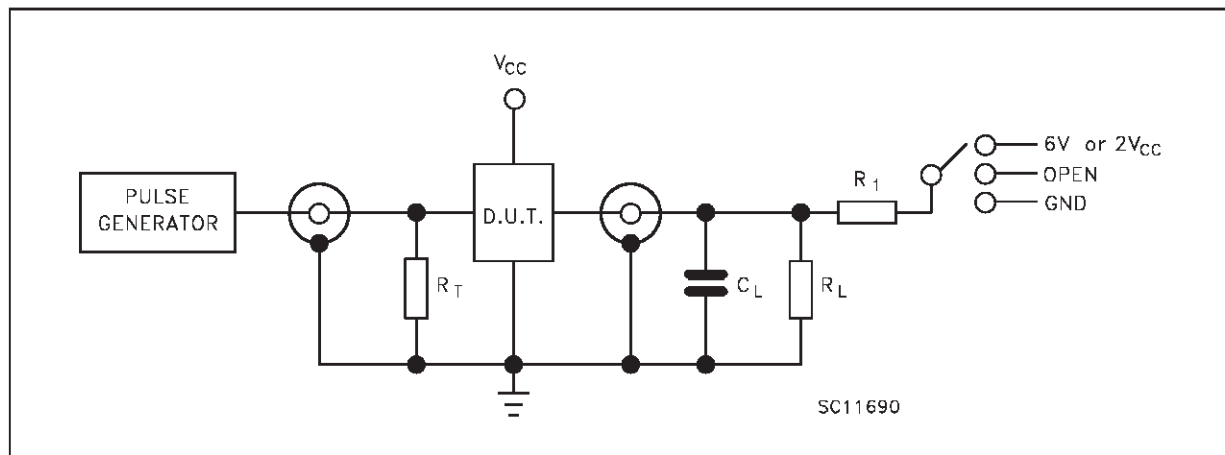 VCC
6V or 2VCC
OPEN
GND
R1
PULSE
GENERATOR
D.U.T.
RT
CL
RL
SC11690